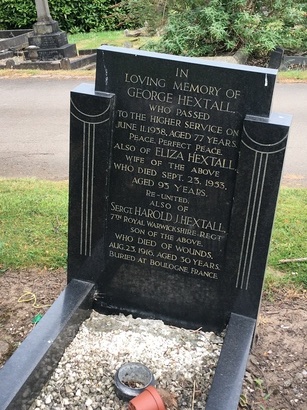 IN
LOVING MEMORY OF
GEORGE HEXTALL,
WHO PASSED
TO THE HIGHER SERVICE ON
JUNE 11, 1938, AGED 77 YEARS.
PEACE, PERFECT PEACE.
ALSO OF ELIZA HEXTALL
WIFE OF THE ABOVE
WHO DIED SEPT. 23, 1953,
AGED 93 YEARS.
RE-UNITED.
ALSO OF
SERGT. HAROLD J. HEXTALL,
7TH ROYAL WARWICKSHIRE REGT
SON OF THE ABOVE,
WHO DIED OF WOUNDS,
AUG. 23, 1916, AGED 30 YEARS.
BURIED AT BOULOGNE, FRANCE.